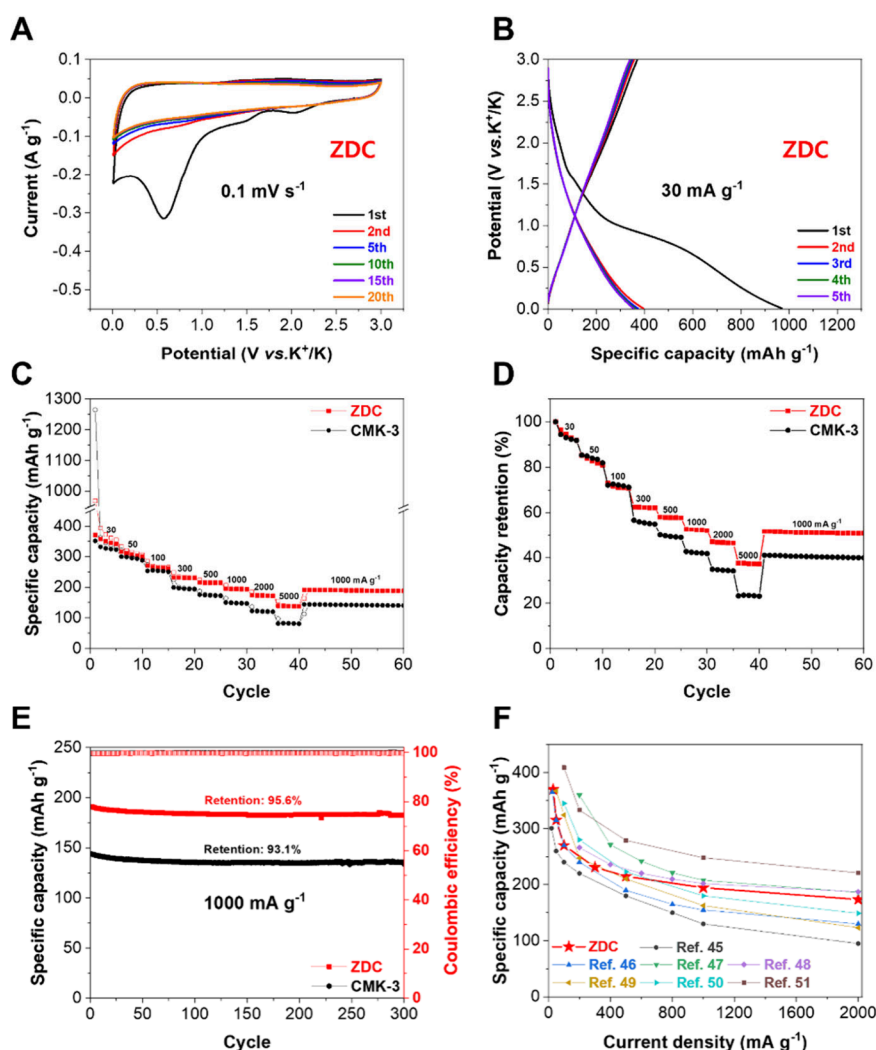 A
0.1
0.0
-0.1
-0.2
-0.3
-0.4
-0.5
Current (A g⁻¹)
ZDC
0.1 mV s⁻¹
1st
2nd
5th
10th
15th
20th
0.0 0.5 1.0 1.5 2.0 2.5 3.0
Potential (V vs.K⁺/K)
B
3.0
2.5
2.0
1.5
1.0
0.5
0.0
Potential (V vs.K⁺/K)
ZDC
30 mA g⁻¹
1st
2nd
3rd
4th
5th
0 200 400 600 800 1000 1200
Specific capacity (mAh g⁻¹)
C
1300
1200
1100
1000
400
300
200
100
0
Specific capacity (mAh g⁻¹)
ZDC
CMK-3
30
50
100
300
500
1000
2000
5000
1000 mA g⁻¹
0 10 20 30 40 50 60
Cycle
D
100
80
60
40
20
0
Capacity retention (%)
ZDC
CMK-3
30
50
100
300
500
1000
2000
5000
1000 mA g⁻¹
0 10 20 30 40 50 60
Cycle
E
250
200
150
100
50
0
Specific capacity (mAh g⁻¹)
Retention: 95.6%
Retention: 93.1%
1000 mA g⁻¹
ZDC
CMK-3
100
80
60
40
20
0
Coulombic efficiency (%)
0 50 100 150 200 250 300
Cycle
F
400
300
200
100
0
Specific capacity (mAh g⁻¹)
ZDC Ref. 45
Ref. 46 Ref. 47 Ref. 48
Ref. 49 Ref. 50 Ref. 51
0 400 800 1200 1600 2000
Current density (mA g⁻¹)